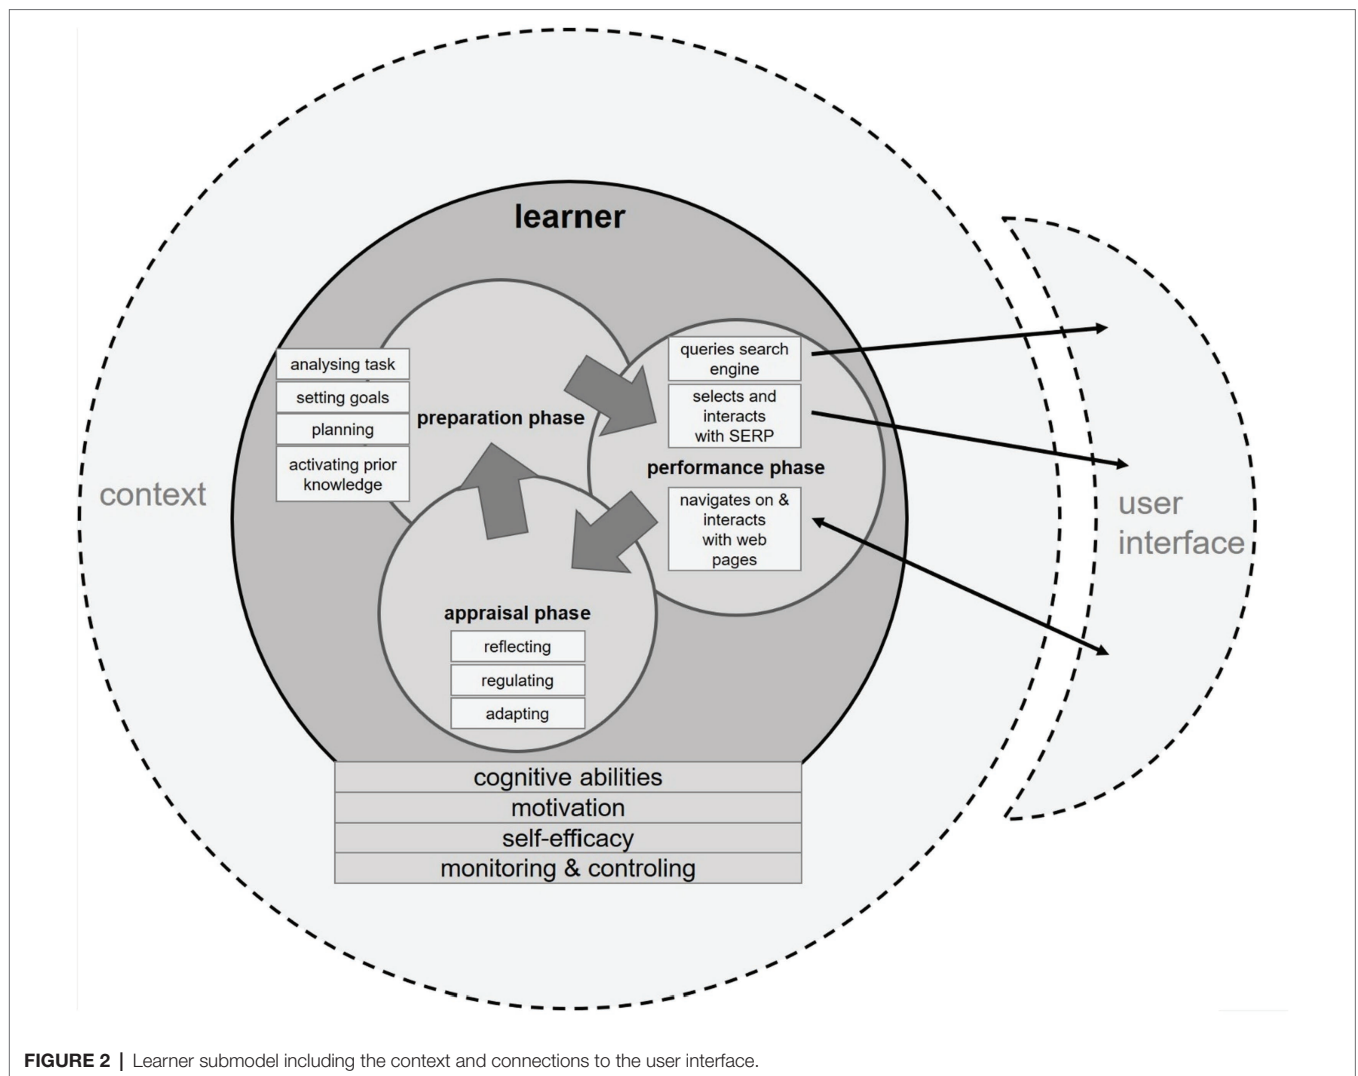 learner
analysing task
setting goals
planning
activating prior
knowledge
preparation phase
queries search
engine
selects and
interacts
with SERP
performance phase
navigates on &
interacts
with web
pages
appraisal phase
reflecting
regulating
adapting
cognitive abilities
motivation
self-efficacy
monitoring & controling
context
user
interface
FIGURE 2 | Learner submodel including the context and connections to the user interface.